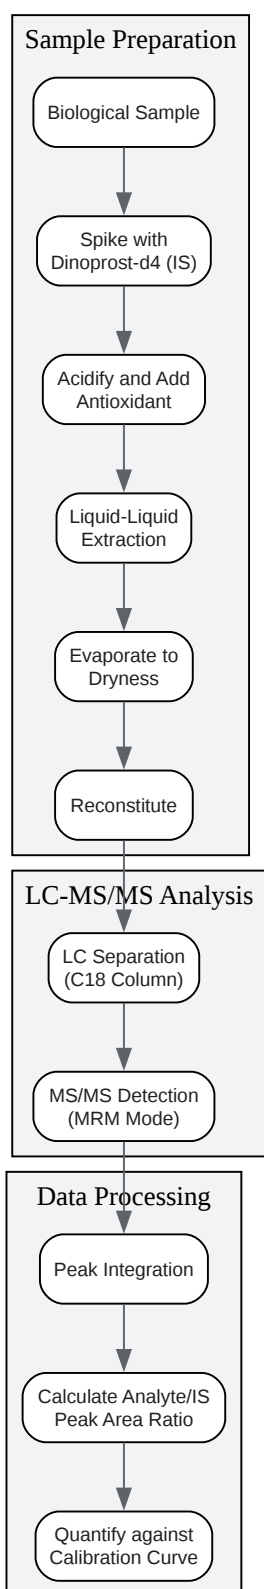 Sample Preparation
Biological Sample
Spike with
Dinoprost-d4 (IS)
Acidify and Add
Antioxidant
Liquid-Liquid
Extraction
Evaporate to
Dryness
Reconstitute
LC-MS/MS Analysis
LC Separation
(C18 Column)
MS/MS Detection
(MRM Mode)
Data Processing
Peak Integration
Calculate Analyte/IS
Peak Area Ratio
Quantify against
Calibration Curve